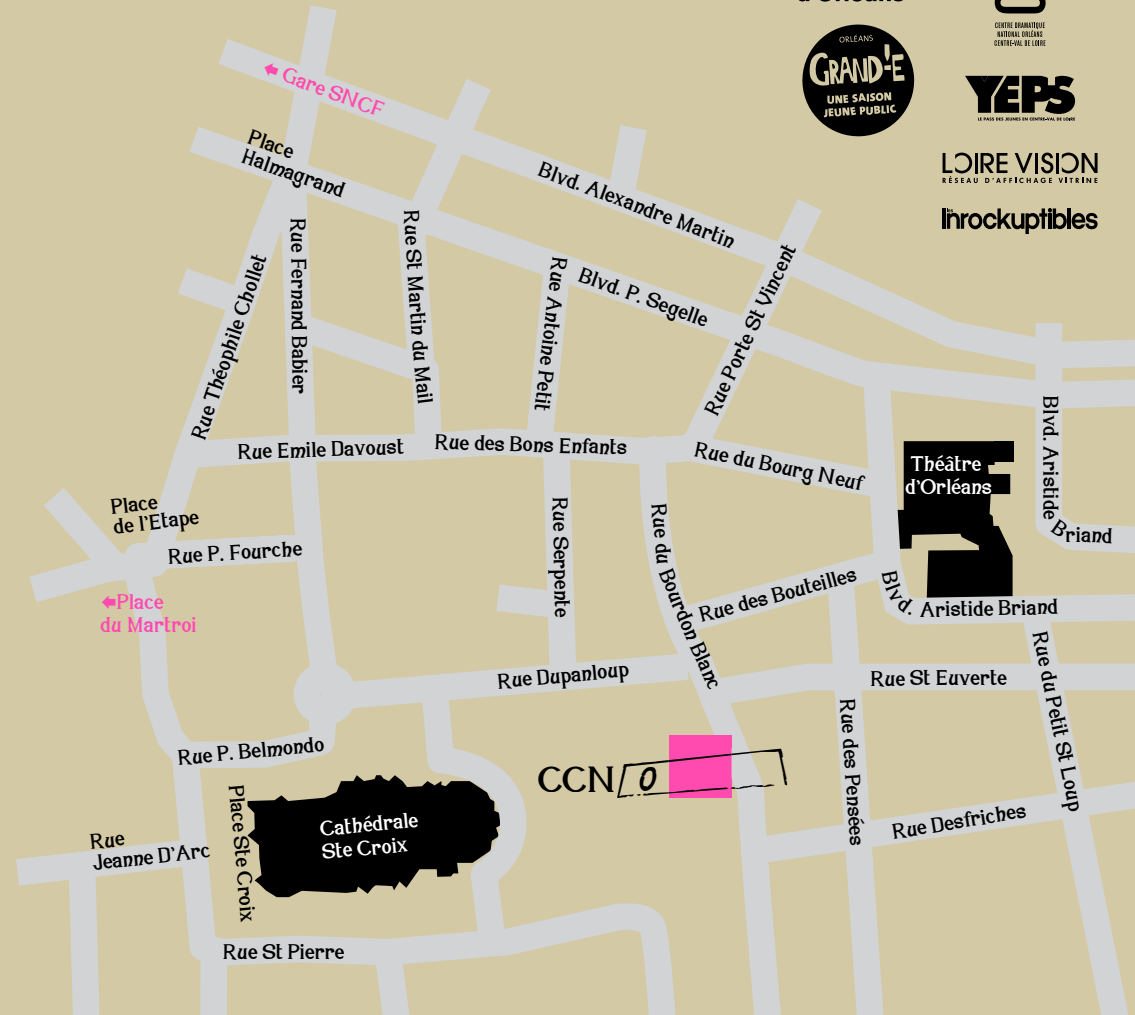 d'Orléans
CENTRE DRAMATIQUE
NATIONAL ORLÉANS
CENTRE-VAL DE LOIRE
ORLÉANS
GRAND-E
UNE SAISON
JEUNE PUBLIC
YEPS
LE PASS DES JEUNES EN CENTRE-VAL DE LOIRE
LOIRE VISION
RÉSEAU D'AFFICHAGE VITRINE
les
Inrockuptibles
Gare SNCF
Place
Halmagrand
Blvd. Alexandre Martin
Rue St Martin du Mail
Rue Fernand Babier
Rue Théophile Chollet
Rue Antoine Petit
Blvd. P. Segelle
Rue Porte St Vincent
Blvd. Aristide
Briand
Rue Emile Davoust
Rue des Bons Enfants
Rue du Bourg Neuf
Théâtre
d'Orléans
Place
de l'Etape
Rue P. Fourche
Rue Serpente
Rue du Bourdon Blanc
Rue des Bouteilles
Blvd. Aristide Briand
Place
du Martroi
Rue Dupanloup
Rue St Euverte
Rue du Petit St Loup
Rue des Pensées
Rue P. Belmondo
CCN O
Place Ste Croix
Cathédrale
Ste Croix
Rue Desfriches
Rue
Jeanne D'Arc
Rue St Pierre